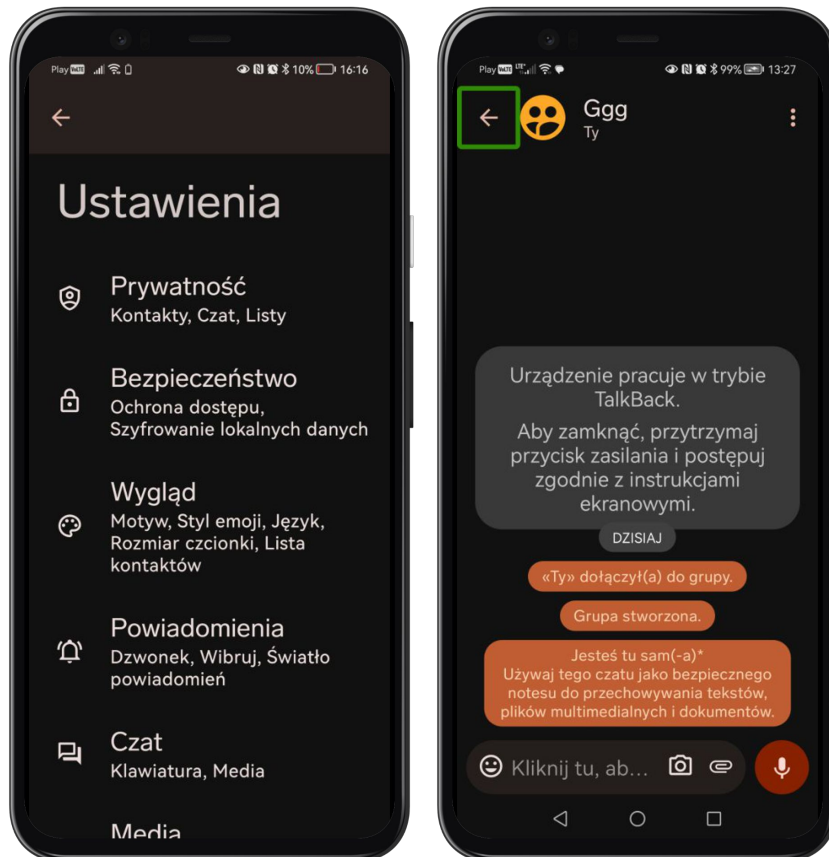 Play VoLTE 10% 16:16
Ustawienia
Prywatność
Kontakty, Czat, Listy
Bezpieczeństwo
Ochrona dostępu,
Szyfrowanie lokalnych danych
Wygląd
Motyw, Styl emoji, Język,
Rozmiar czcionki, Lista
kontaktów
Powiadomienia
Dzwonek, Wibruj, Światło
powiadomień
Czat
Klawiatura, Media
Media
Play VoLTE LTE 99% 13:27
Ggg
Ty
Urządzenie pracuje w trybie
TalkBack.
Aby zamknąć, przytrzymaj
przycisk zasilania i postępuj
zgodnie z instrukcjami
ekranowymi.
DZISIAJ
«Ty» dołączył(a) do grupy.
Grupa stworzona.
Jesteś tu sam(-a)*
Używaj tego czatu jako bezpiecznego
notesu do przechowywania tekstów,
plików multimedialnych i dokumentów.
Kliknij tu, ab...